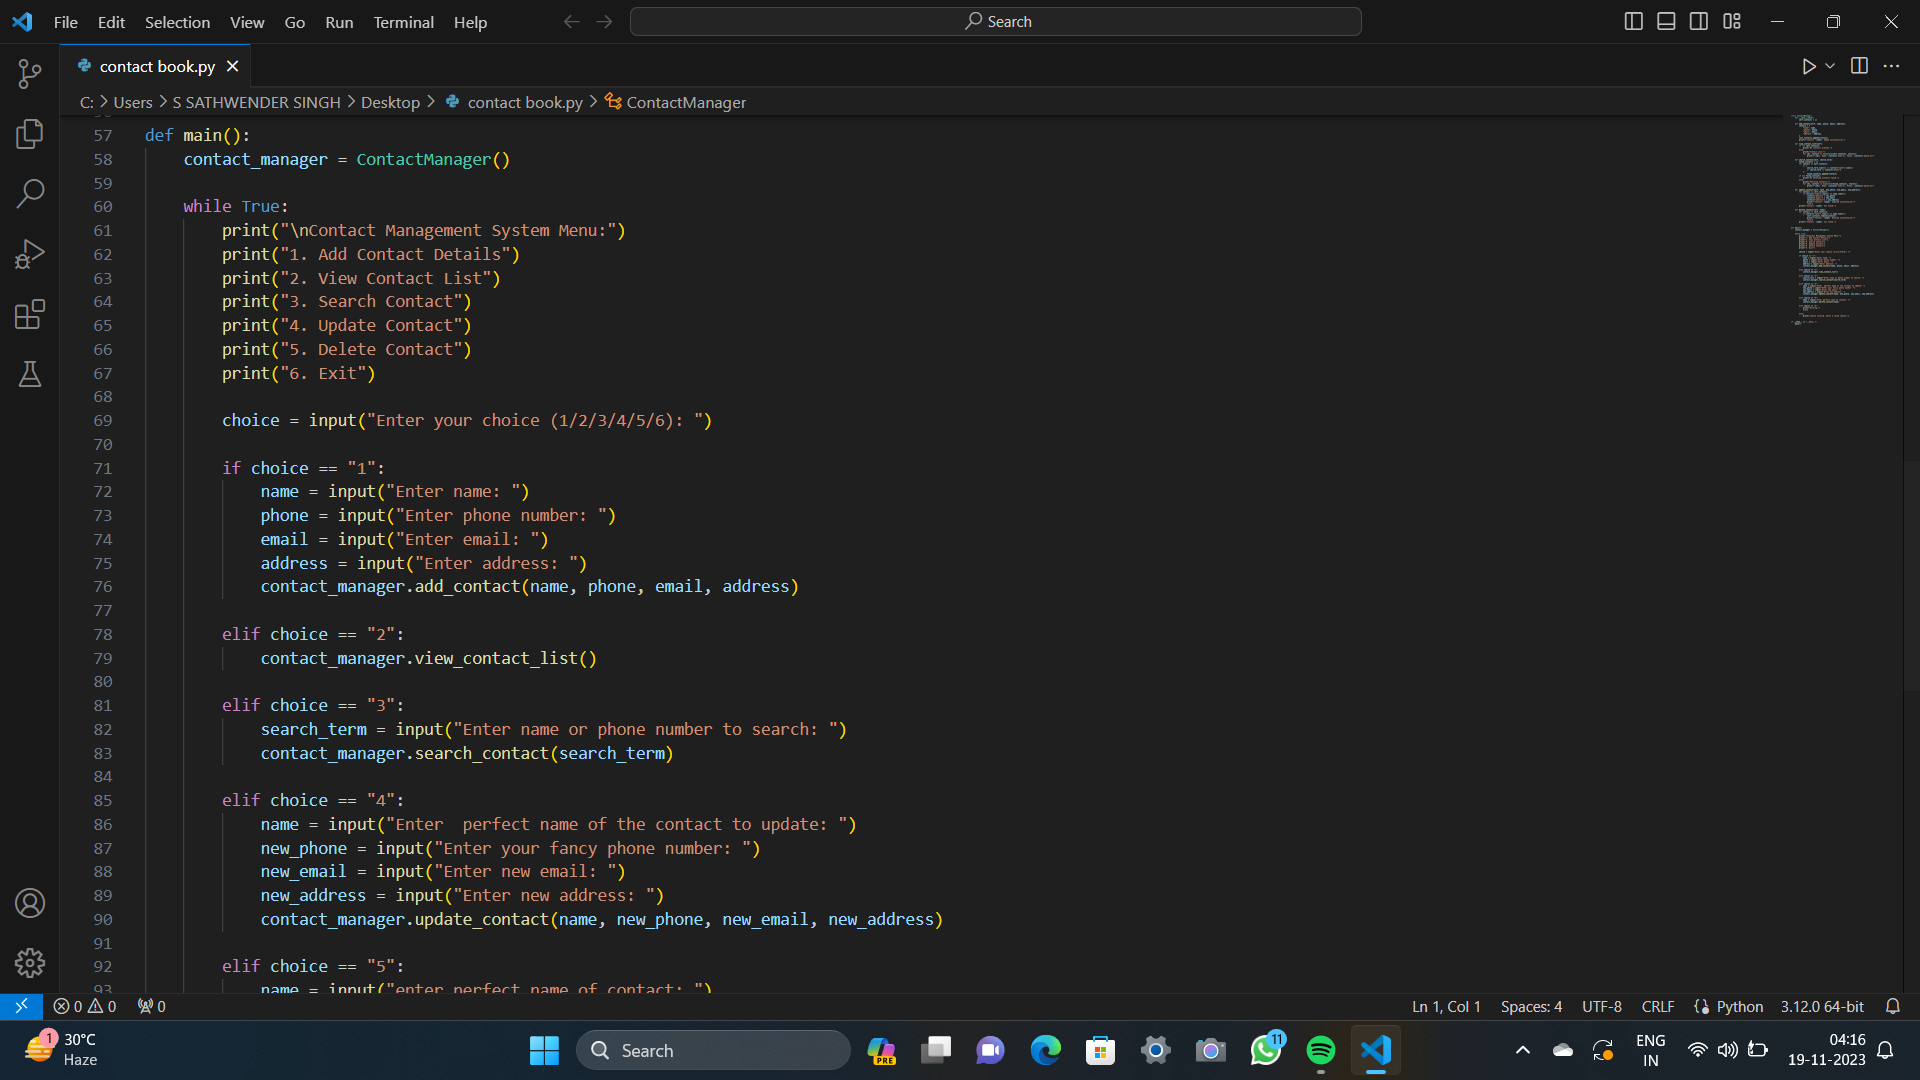 File Edit Selection View Go Run Terminal Help Search
contact book.py
C: > Users > S SATHWENDER SINGH > Desktop > contact book.py > ContactManager
57 def main():
58 contact_manager = ContactManager()
59
60 while True:
61 print("\nContact Management System Menu:")
62 print("1. Add Contact Details")
63 print("2. View Contact List")
64 print("3. Search Contact")
65 print("4. Update Contact")
66 print("5. Delete Contact")
67 print("6. Exit")
68
69 choice = input("Enter your choice (1/2/3/4/5/6): ")
70
71 if choice == "1":
72 name = input("Enter name: ")
73 phone = input("Enter phone number: ")
74 email = input("Enter email: ")
75 address = input("Enter address: ")
76 contact_manager.add_contact(name, phone, email, address)
77
78 elif choice == "2":
79 contact_manager.view_contact_list()
80
81 elif choice == "3":
82 search_term = input("Enter name or phone number to search: ")
83 contact_manager.search_contact(search_term)
84
85 elif choice == "4":
86 name = input("Enter  perfect name of the contact to update: ")
87 new_phone = input("Enter your fancy phone number: ")
88 new_email = input("Enter new email: ")
89 new_address = input("Enter new address: ")
90 contact_manager.update_contact(name, new_phone, new_email, new_address)
91
92 elif choice == "5":
93 name = input("enter perfect name of contact: ")
0 0 0 Ln 1, Col 1 Spaces: 4 UTF-8 CRLF Python 3.12.0 64-bit
1 30°C Search PRE 11 ENG 04:16
Haze IN 19-11-2023